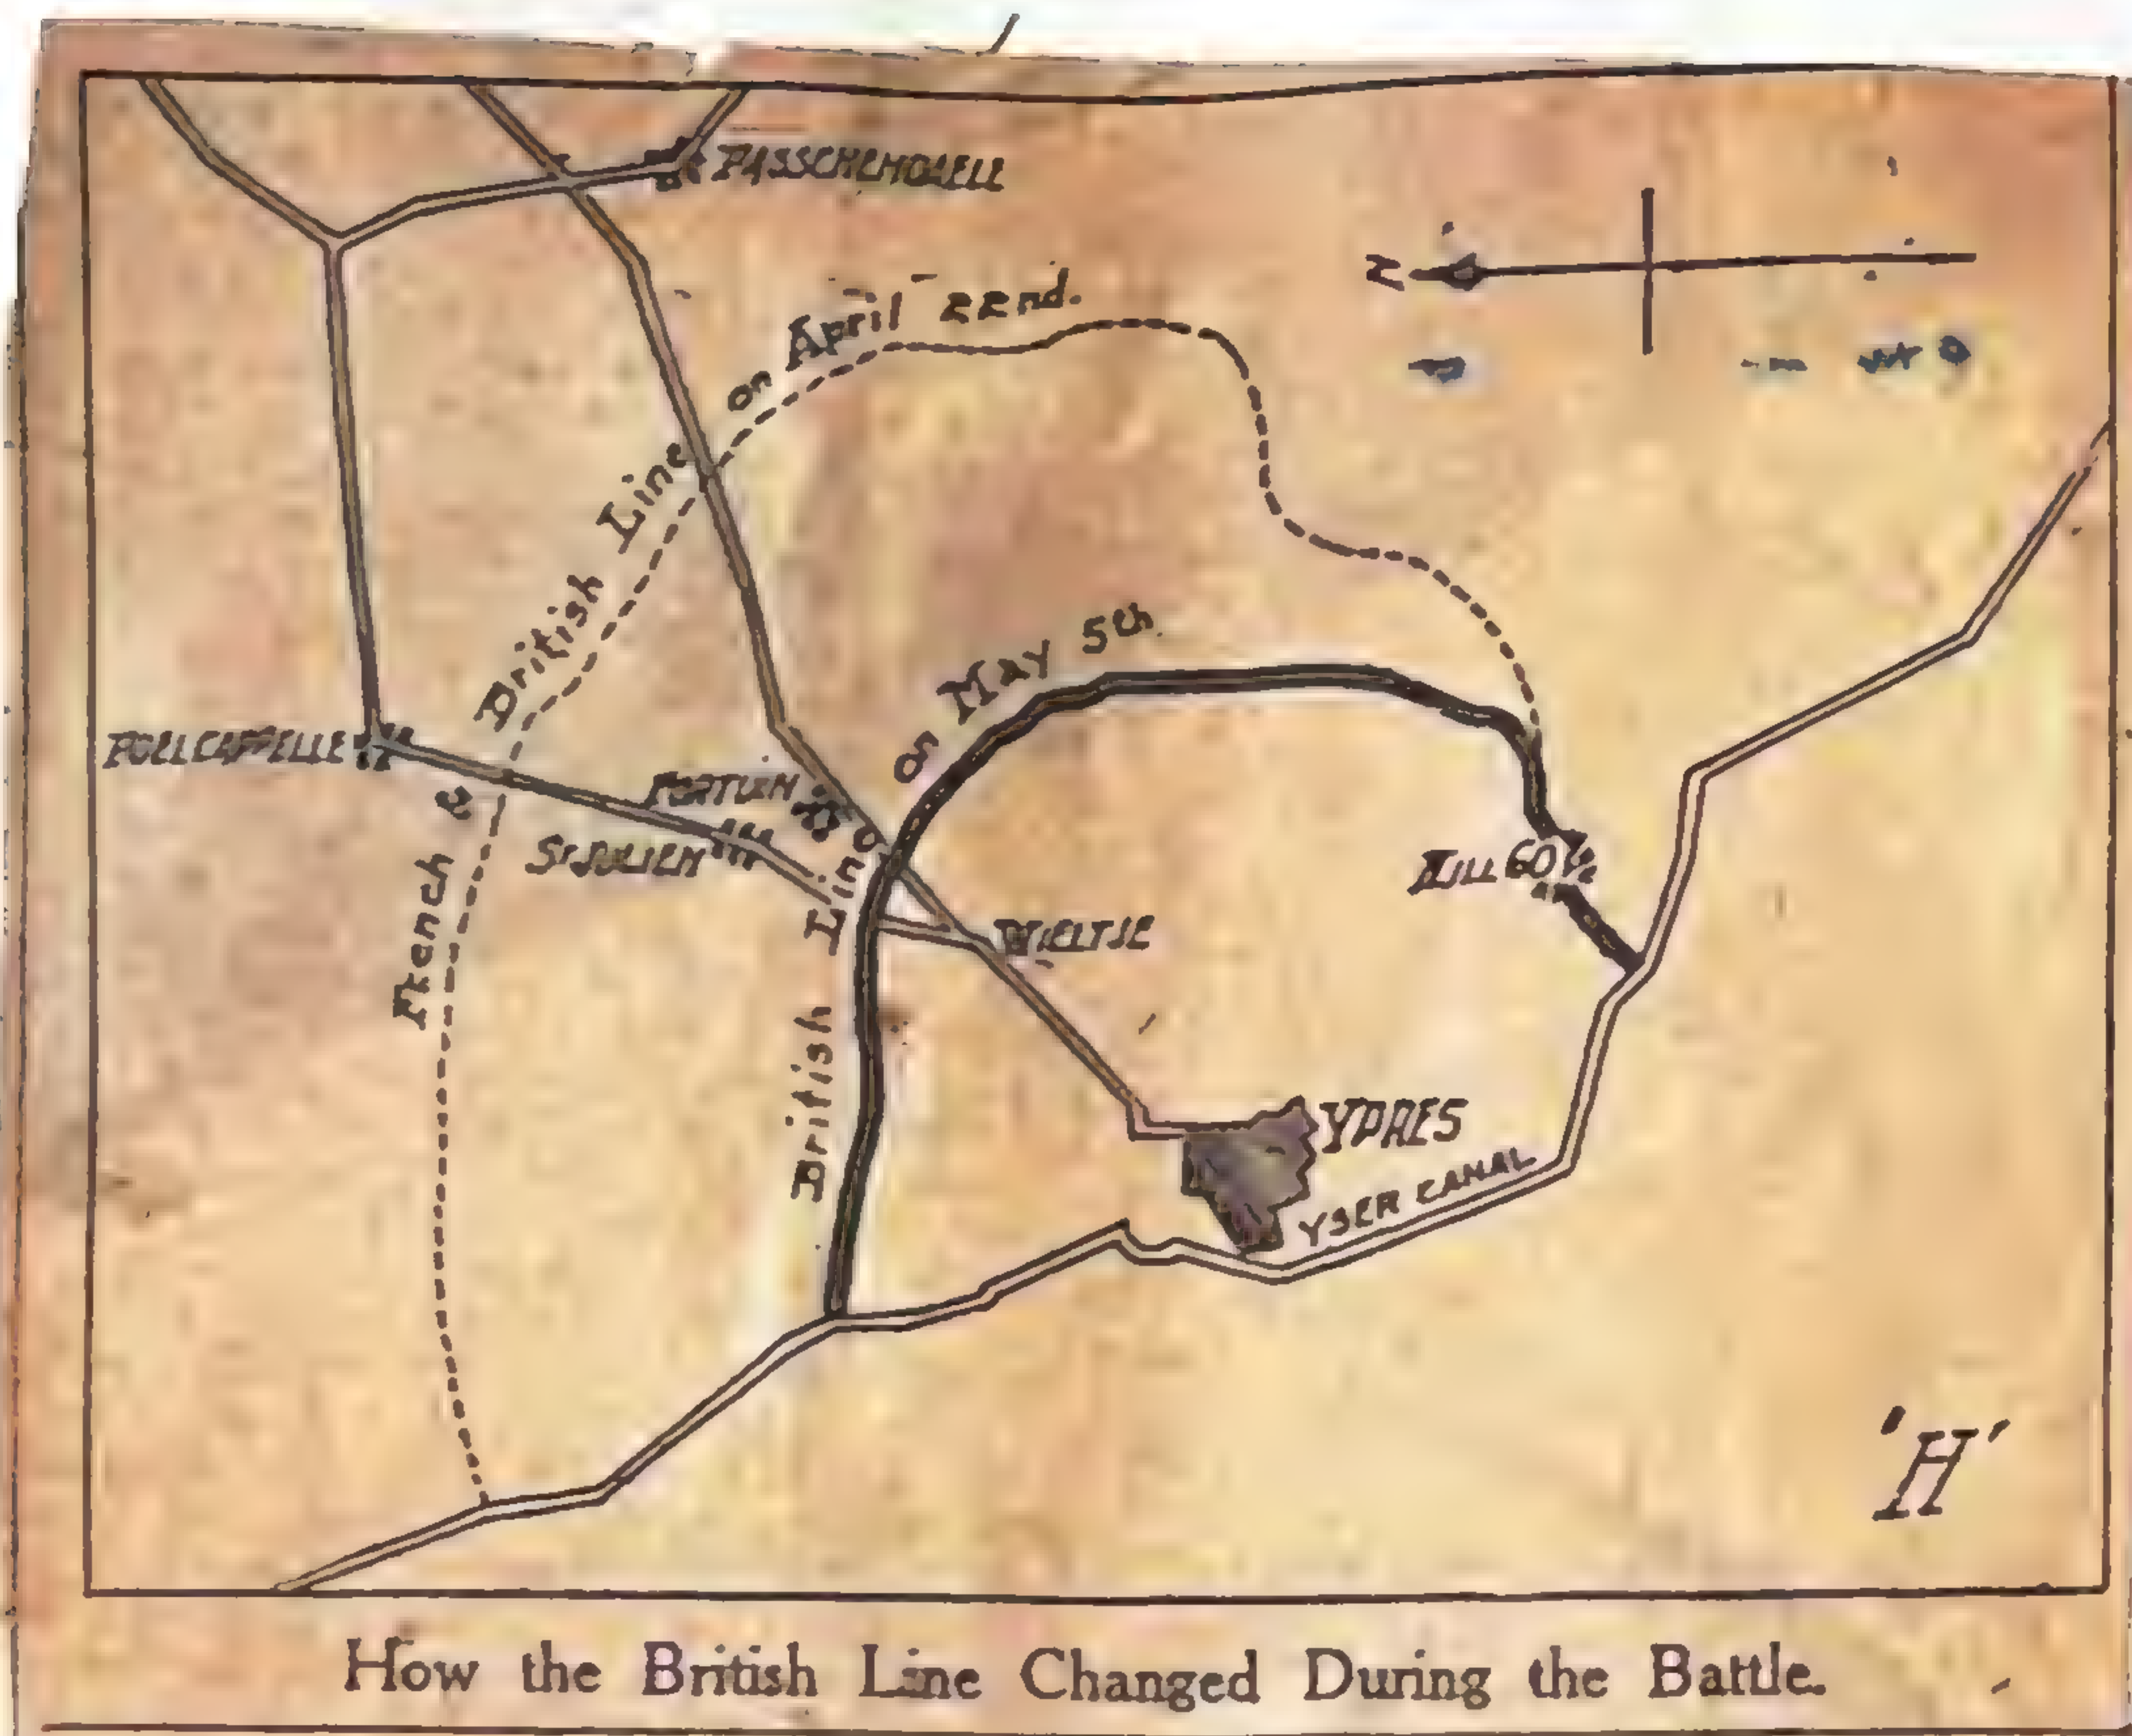 PASSCHENDAELE
N
French & British Line on April 22nd.
British Line on May 5th.
POELCAPPELLE
FORTUIN
St JULIEN
HILL 60
WIELTJE
YPRES
YSER CANAL
'H'
How the British Line Changed During the Battle.